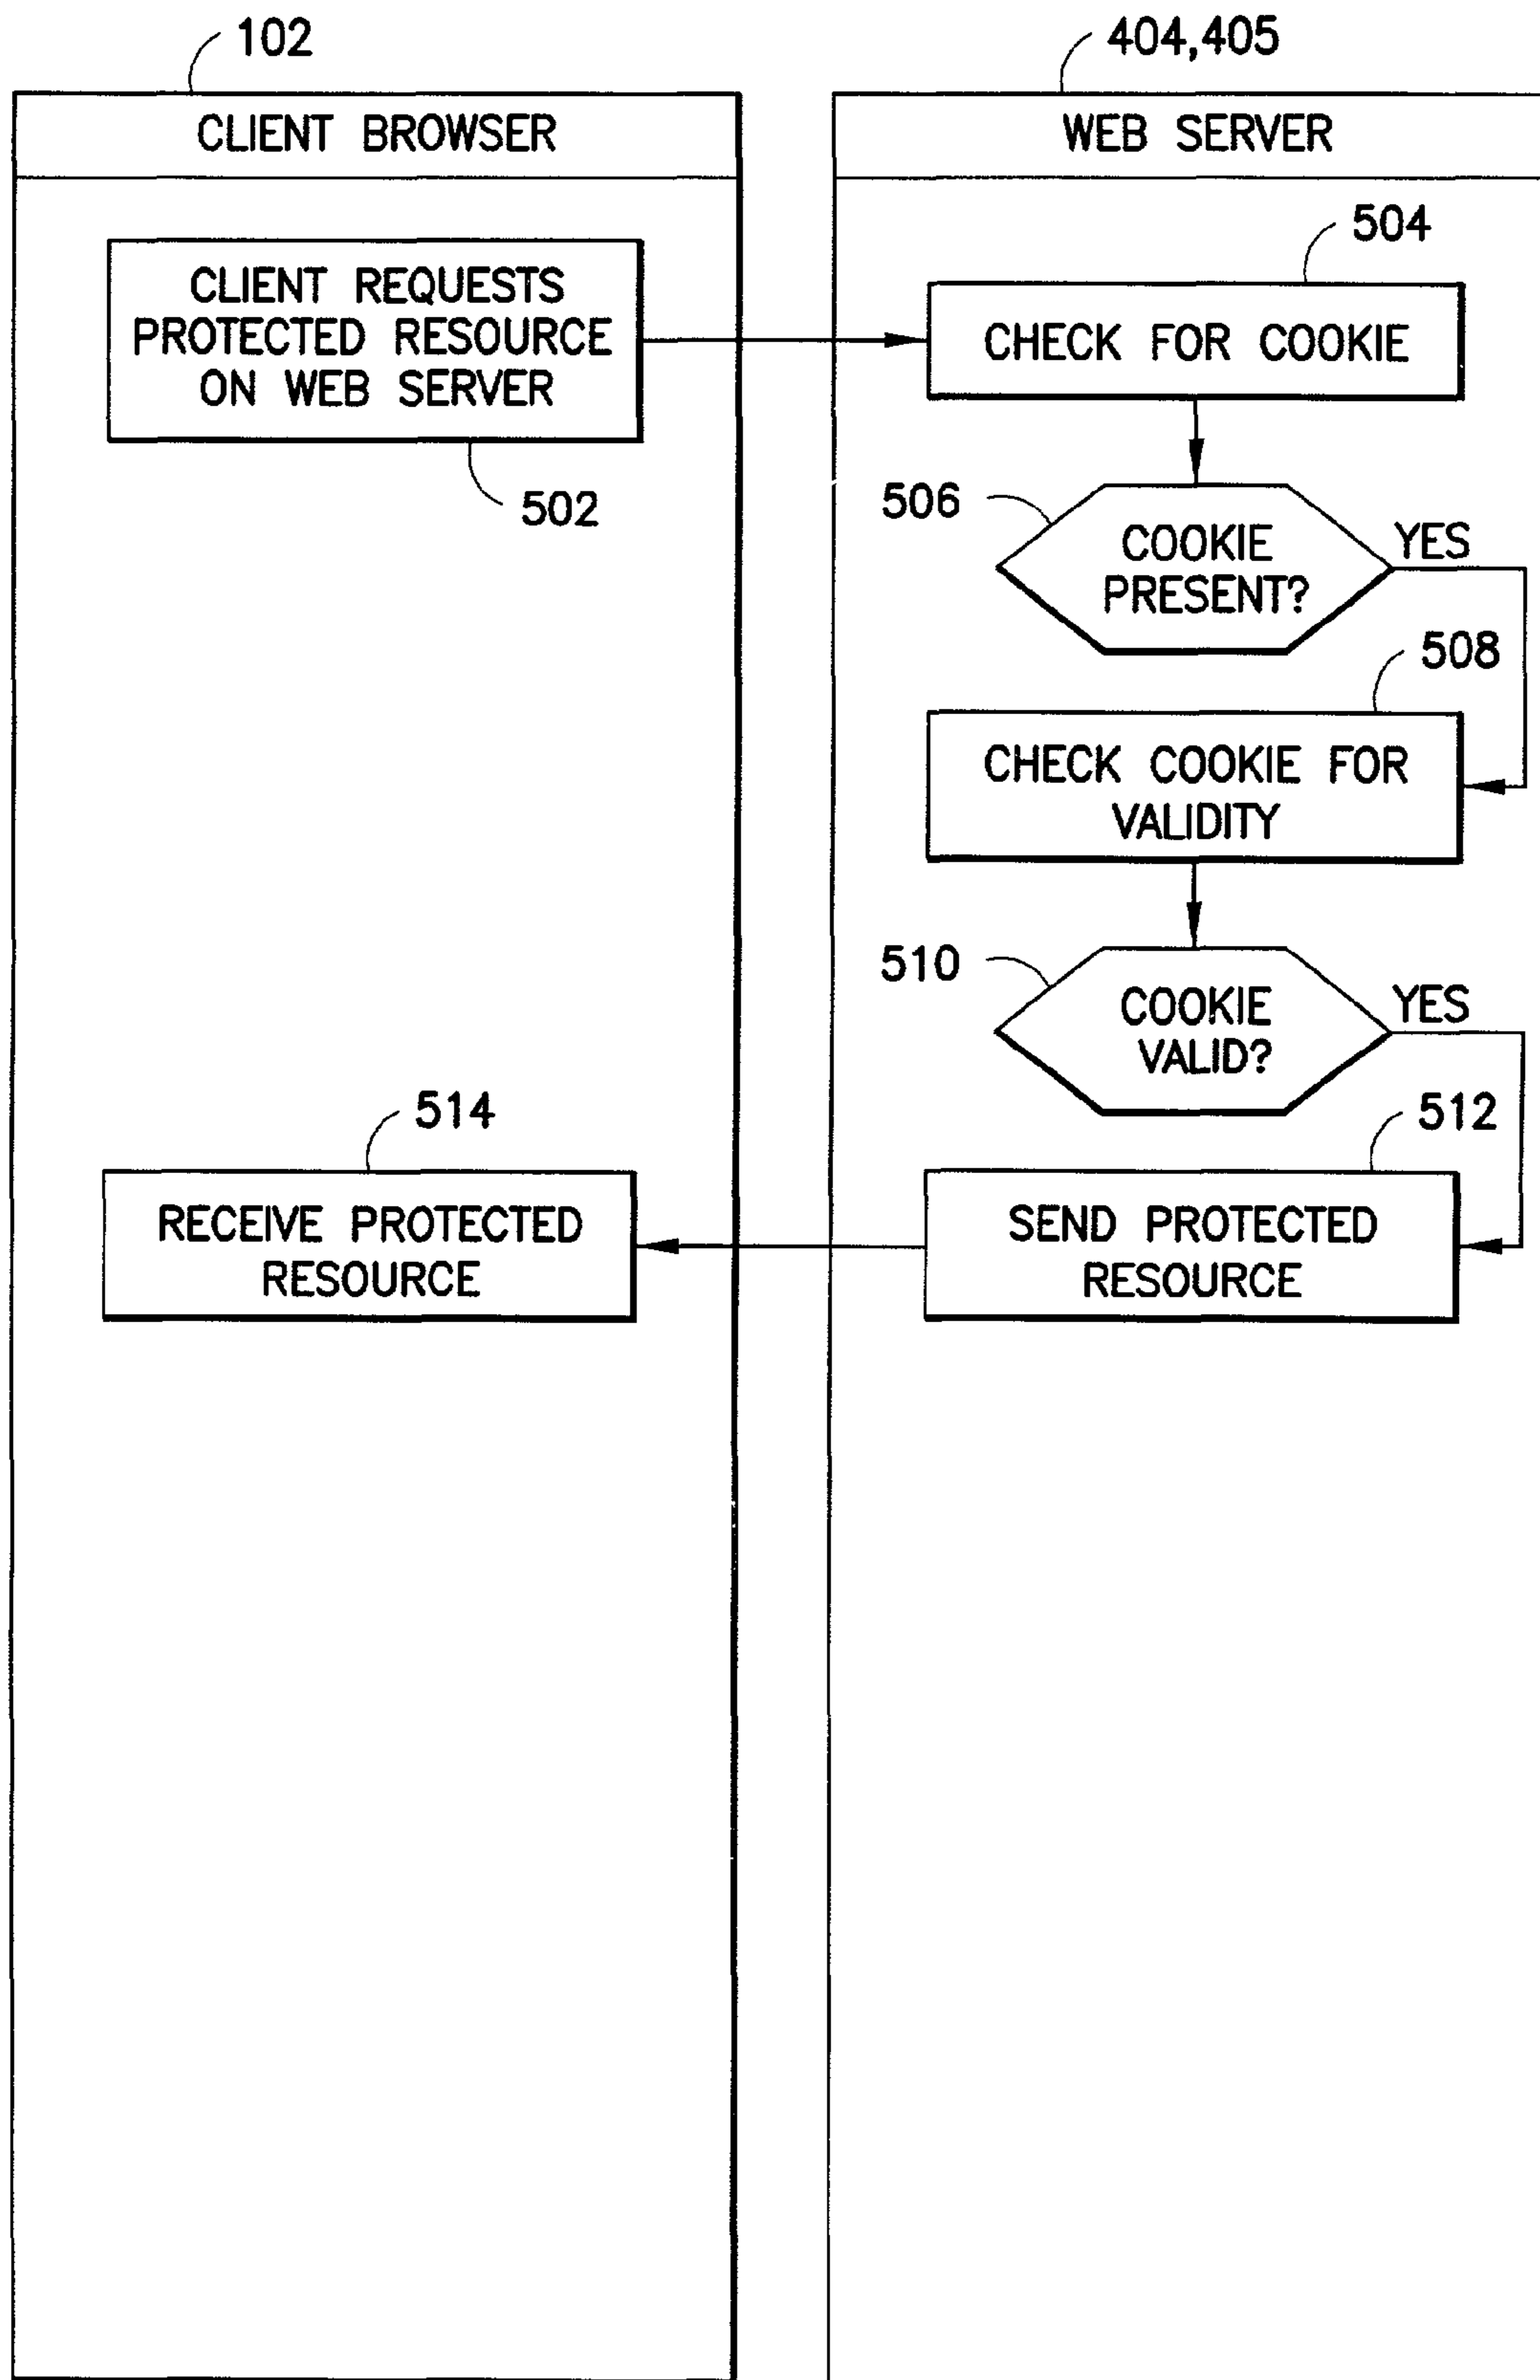 102
404,405
CLIENT BROWSER
WEB SERVER
CLIENT REQUESTS
PROTECTED RESOURCE
ON WEB SERVER
502
504
CHECK FOR COOKIE
506
COOKIE
PRESENT?
YES
508
CHECK COOKIE FOR
VALIDITY
510
COOKIE
VALID?
YES
512
SEND PROTECTED
RESOURCE
514
RECEIVE PROTECTED
RESOURCE